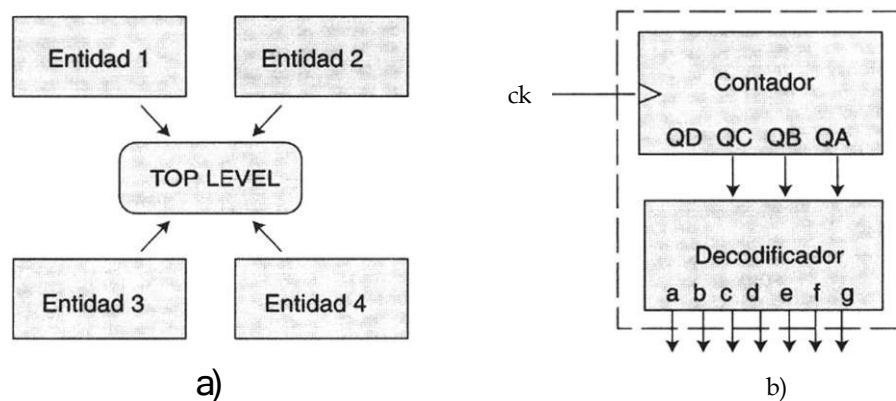 Entidad 1
Entidad 2
TOP LEVEL
Entidad 3
Entidad 4
a)
ck
Contador
QD QC QB QA
Decodificador
a b c d e f g
b)